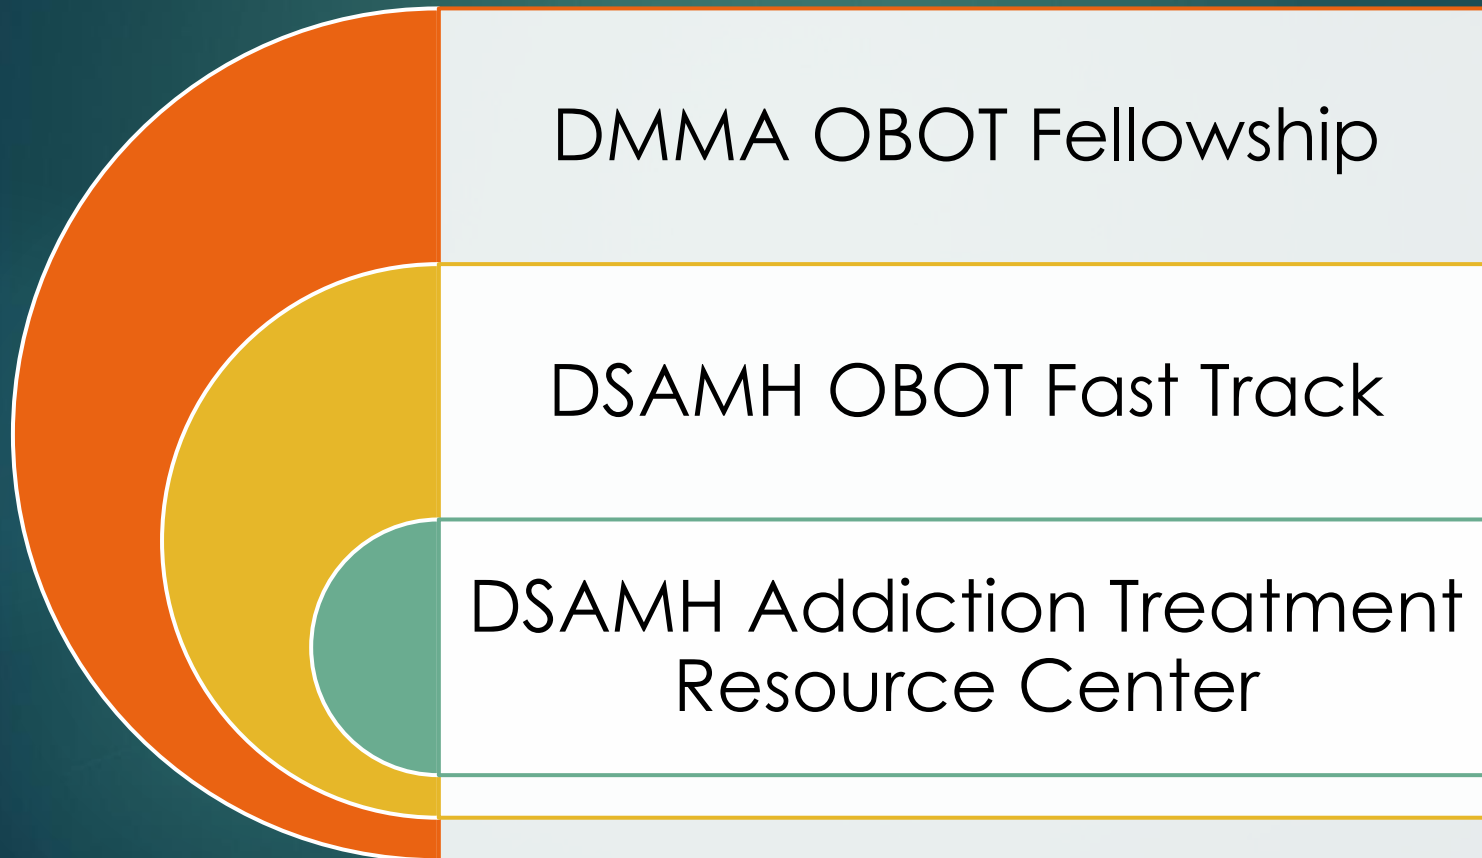 DMMA OBOT Fellowship
DSAMH OBOT Fast Track
DSAMH Addiction Treatment
Resource Center